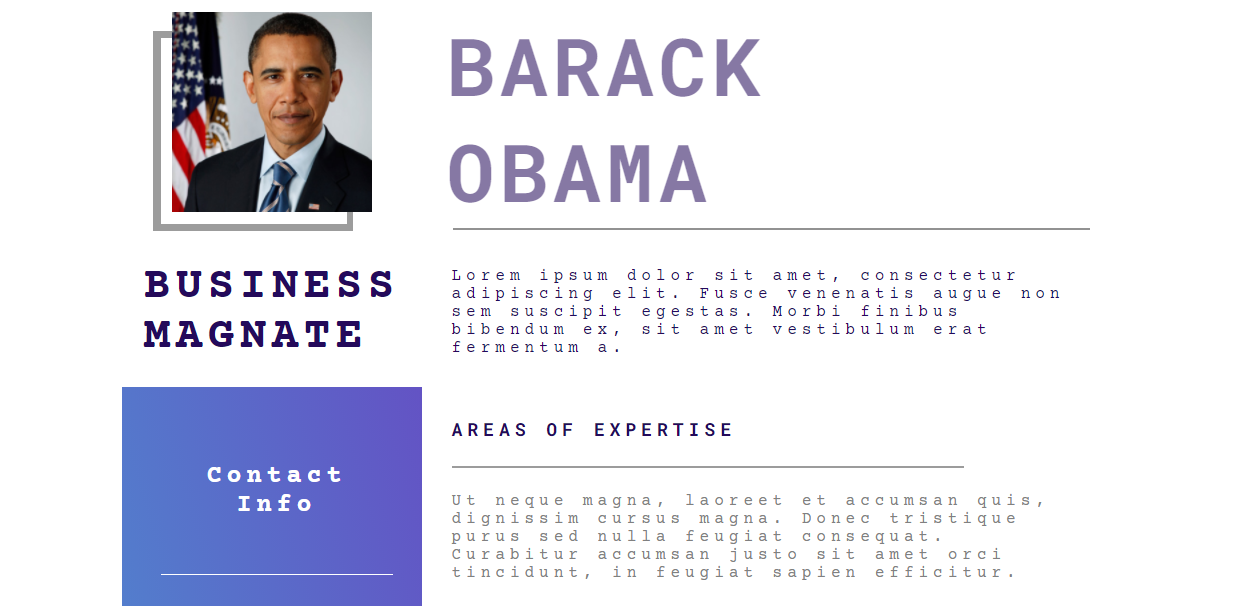 BARACK
OBAMA
BUSINESS
MAGNATE
Lorem ipsum dolor sit amet, consectetur
adipiscing elit. Fusce venenatis augue non
sem suscipit egestas. Morbi finibus
bibendum ex, sit amet vestibulum erat
fermentum a.
Contact
Info
AREAS OF EXPERTISE
Ut neque magna, laoreet et accumsan quis,
dignissim cursus magna. Donec tristique
purus sed nulla feugiat consequat.
Curabitur accumsan justo sit amet orci
tincidunt, in feugiat sapien efficitur.